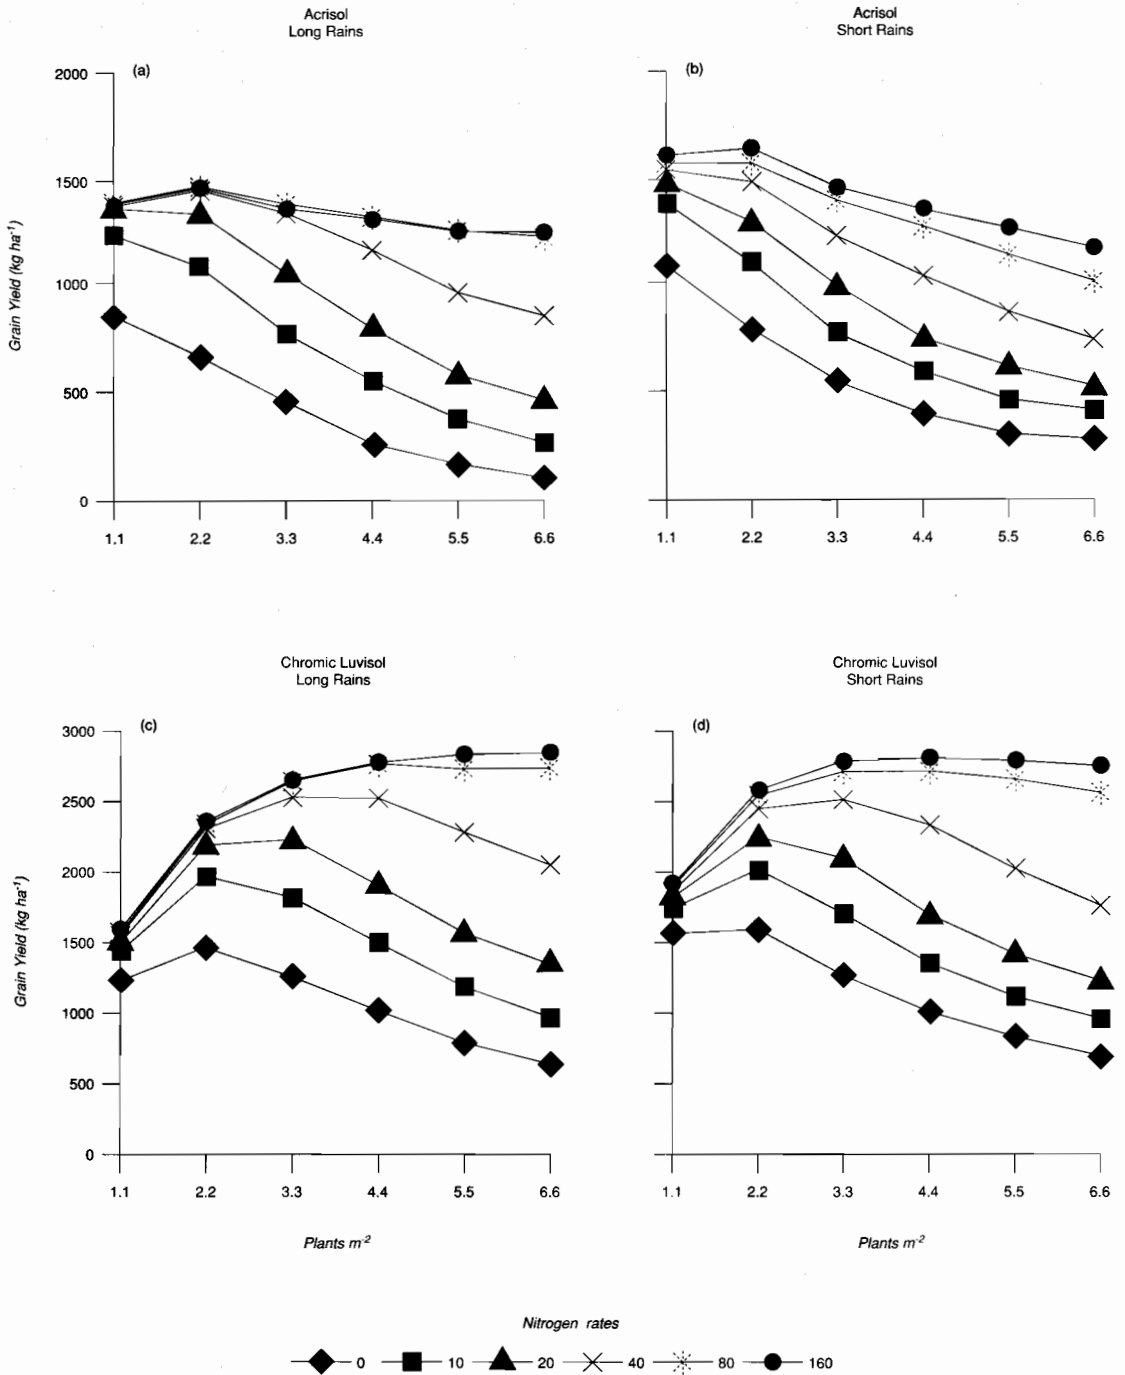 Acrisol
Long Rains
Acrisol
Short Rains
(a)
(b)
2000
1500
1000
500
0
Grain Yield (kg ha⁻¹)
1.1 2.2 3.3 4.4 5.5 6.6
1.1 2.2 3.3 4.4 5.5 6.6
Chromic Luvisol
Long Rains
Chromic Luvisol
Short Rains
(c)
(d)
3000
2500
2000
1500
1000
500
0
Grain Yield (kg ha⁻¹)
1.1 2.2 3.3 4.4 5.5 6.6
1.1 2.2 3.3 4.4 5.5 6.6
Plants m⁻²
Plants m⁻²
Nitrogen rates
0 10 20 40 80 160